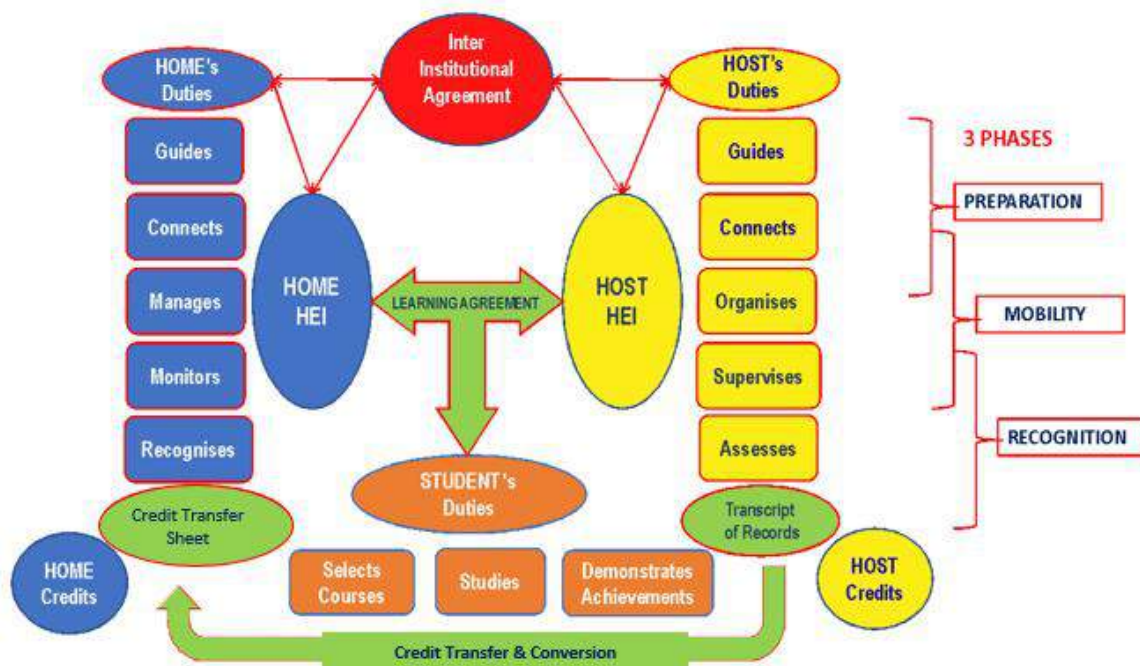 Inter
Institutional
Agreement
HOME's
Duties
HOST's
Duties
Guides
Connects
Manages
Monitors
Recognises
Guides
Connects
Organises
Supervises
Assesses
HOME
HEI
LEARNING AGREEMENT
HOST
HEI
3 PHASES
PREPARATION
MOBILITY
RECOGNITION
STUDENT's
Duties
Credit Transfer
Sheet
Transcript
of Records
HOME
Credits
Selects
Courses
Studies
Demonstrates
Achievements
HOST
Credits
Credit Transfer & Conversion